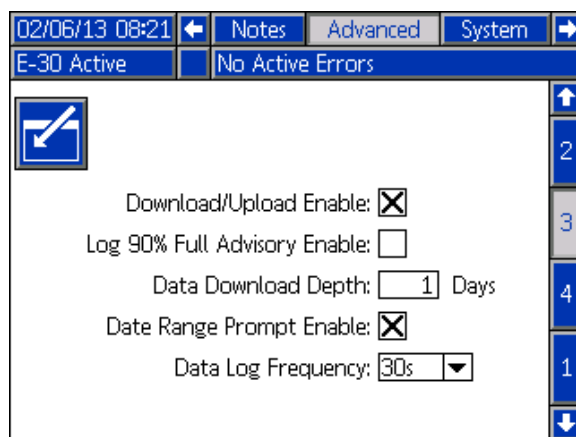 02/06/13 08:21 Notes Advanced System
E-30 Active No Active Errors
2
Download/Upload Enable:
3
Log 90% Full Advisory Enable:
Data Download Depth: 1 Days
4
Date Range Prompt Enable:
Data Log Frequency: 30s
1